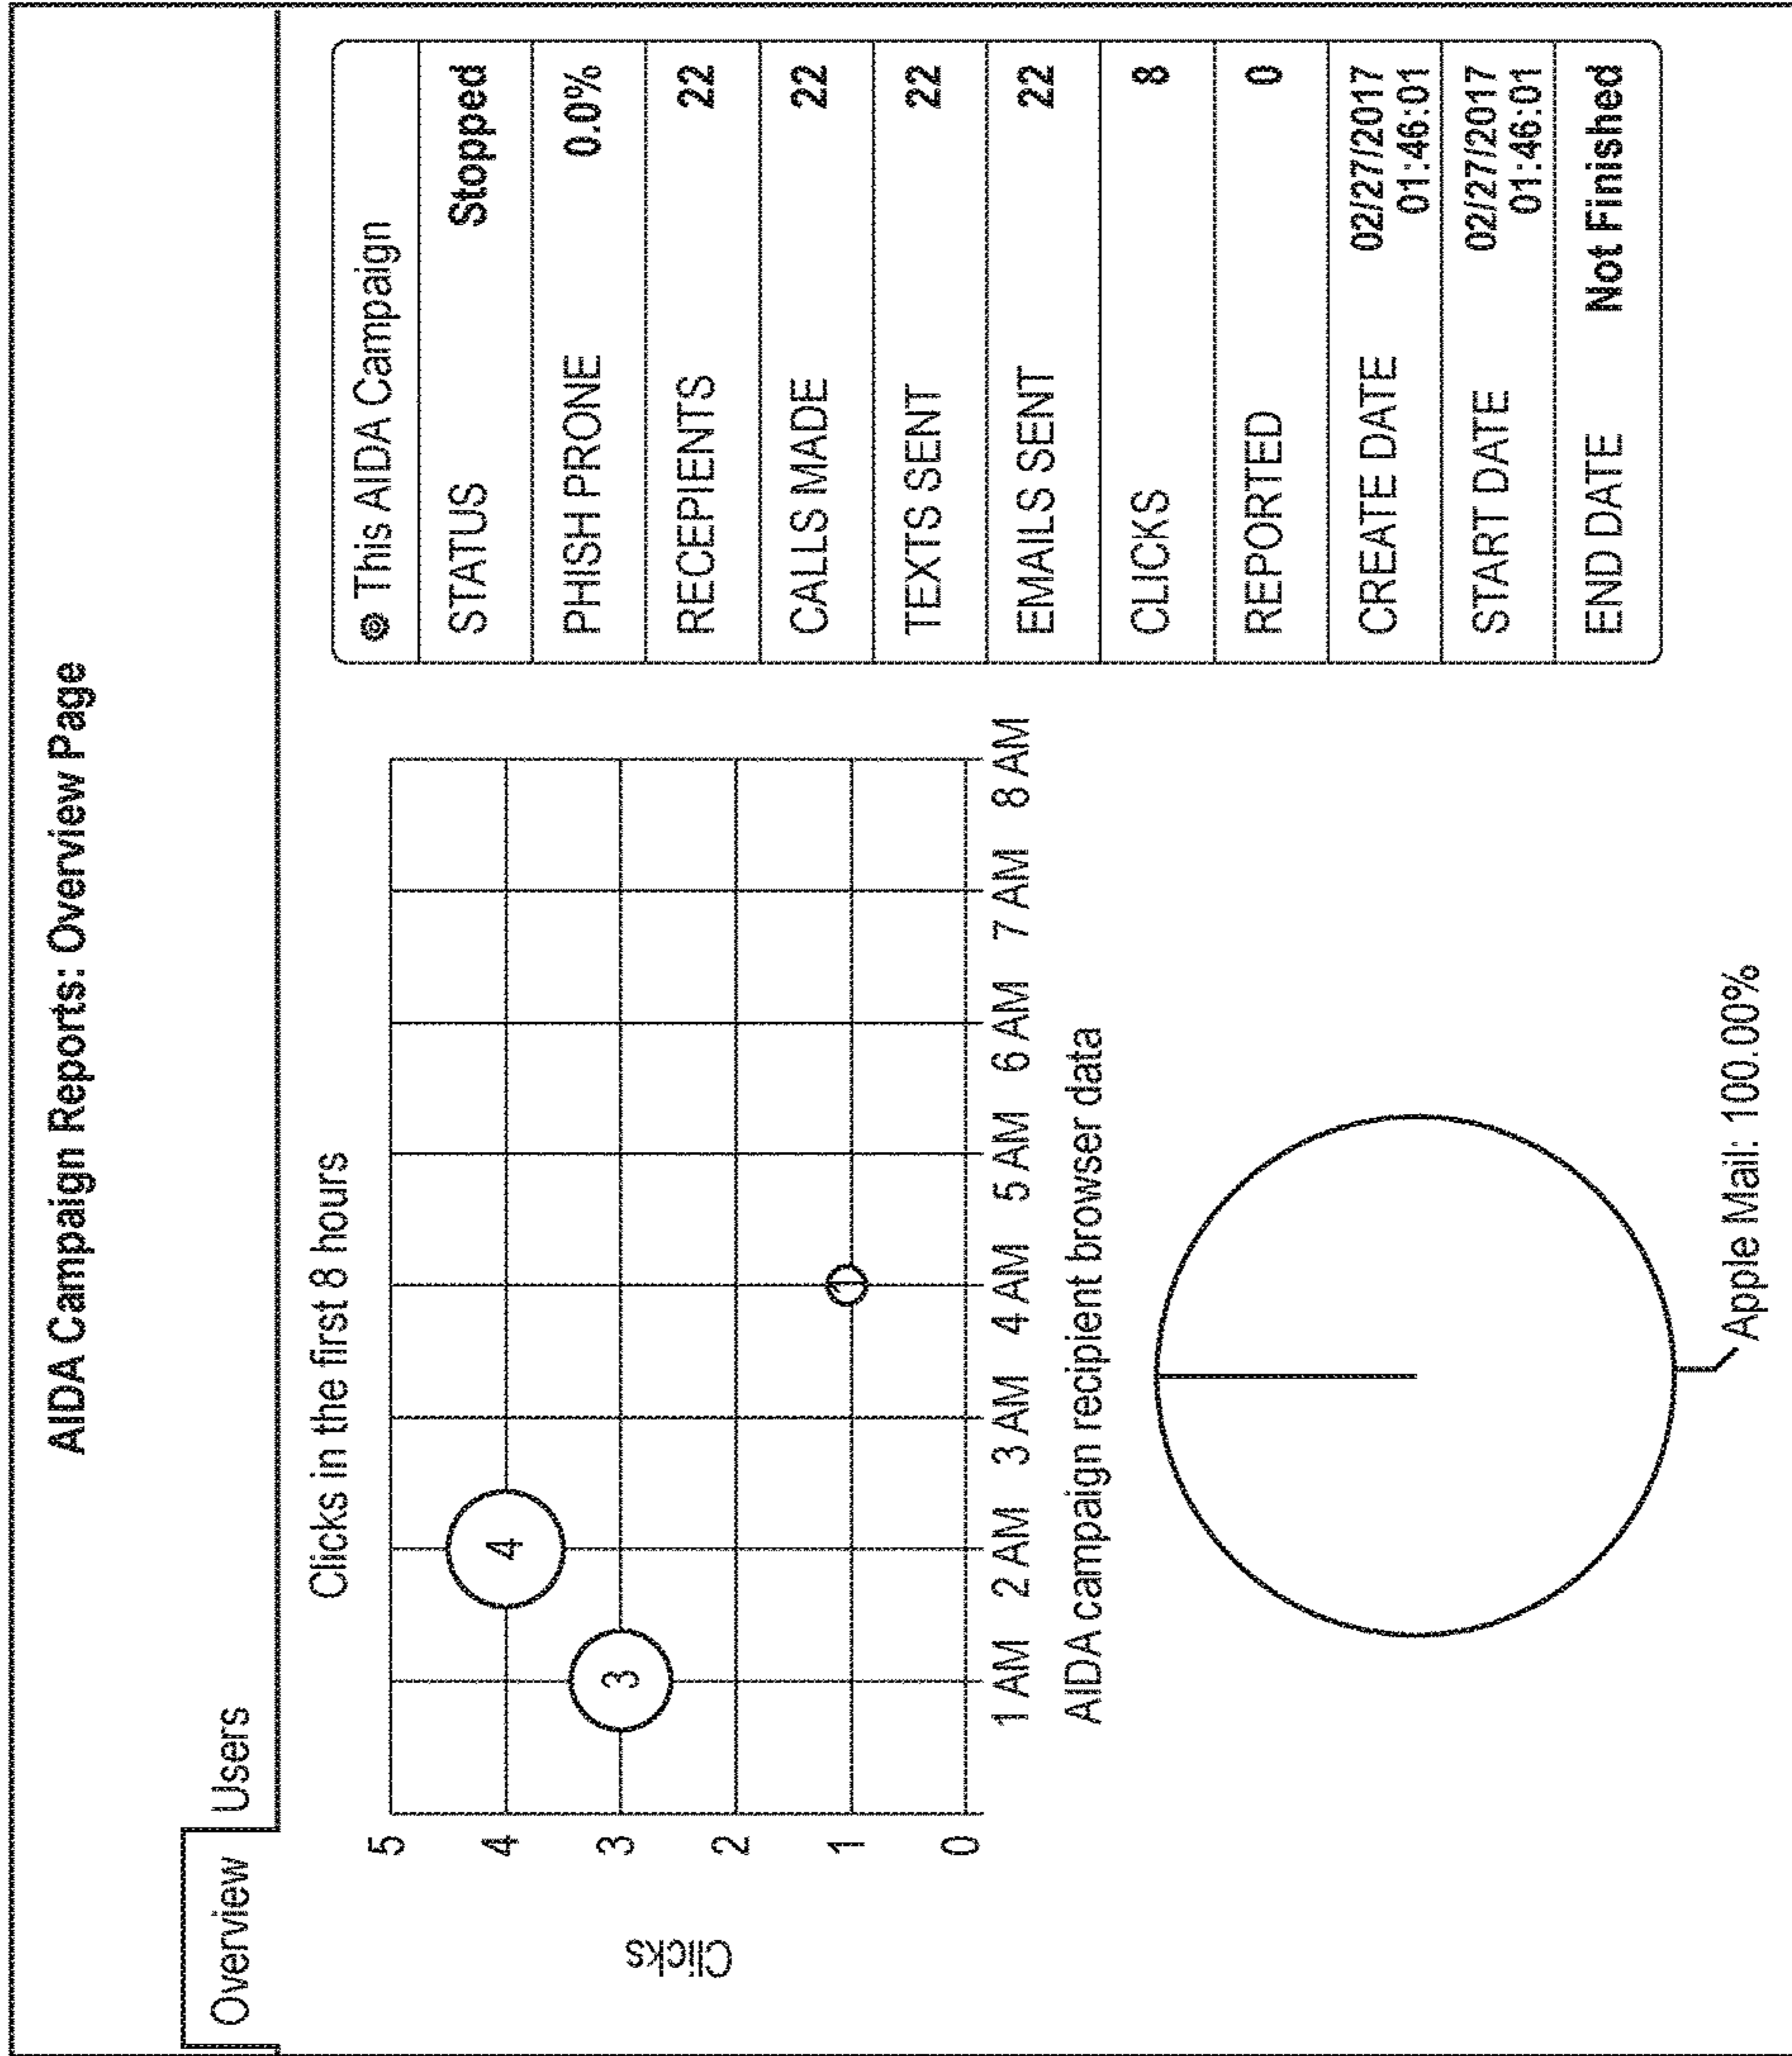 AIDA Campaign Reports: Overview Page
Overview Users
Clicks in the first 8 hours
Clicks
5
4
3
2
1
0
4
3
1
1 AM 2 AM 3 AM 4 AM 5 AM 6 AM 7 AM 8 AM
AIDA campaign recipient browser data
Apple Mail: 100.00%
This AIDA Campaign
STATUS Stopped
PHISH PRONE 0.0%
RECEPIENTS 22
CALLS MADE 22
TEXTS SENT 22
EMAILS SENT 22
CLICKS 8
REPORTED 0
CREATE DATE 02/27/2017
01:46:01
START DATE 02/27/2017
01:46:01
END DATE Not Finished